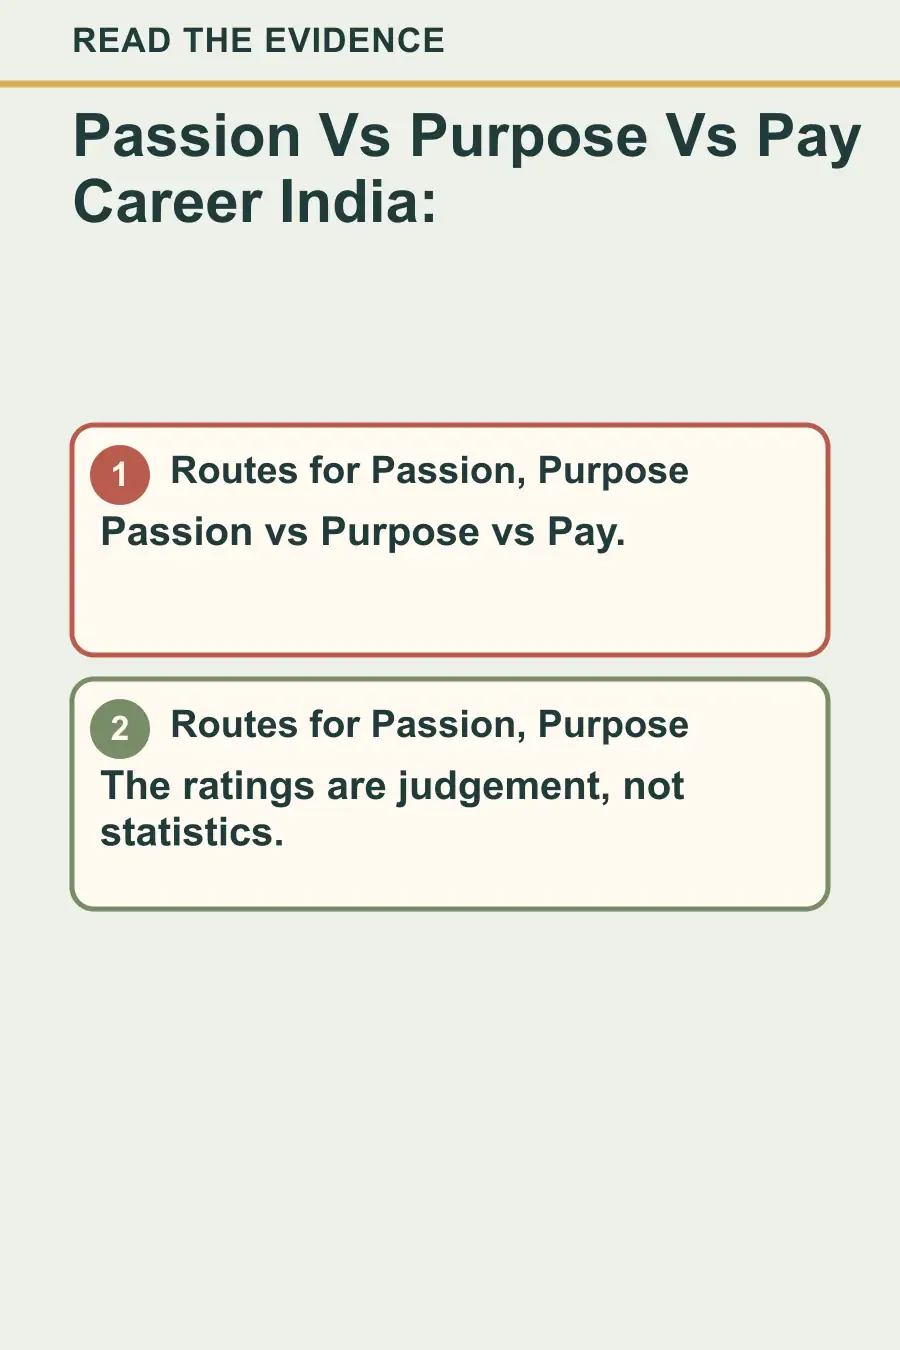 READ THE EVIDENCE
Passion Vs Purpose Vs Pay
Career India:
1
Routes for Passion, Purpose
Passion vs Purpose vs Pay.
2
Routes for Passion, Purpose
The ratings are judgement, not
statistics.